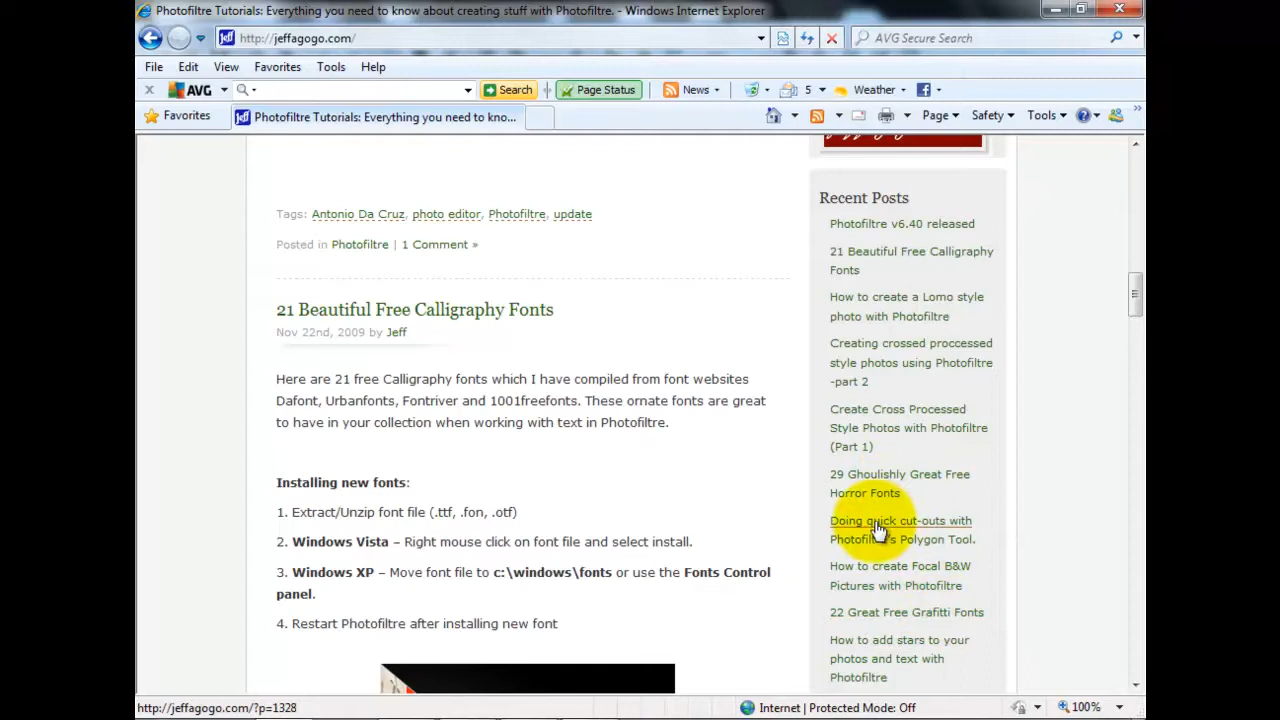 Photofiltre Tutorials: Everything you need to know about creating stuff with Photofiltre. - Windows Internet Explorer
http://jeffagogo.com/
AVG Secure Search
File Edit View Favorites Tools Help
AVG Search Page Status News 5 Weather
Favorites Photofiltre Tutorials: Everything you need to kno... Page Safety Tools
Tags: Antonio Da Cruz, photo editor, Photofiltre, update
Posted in Photofiltre | 1 Comment »
21 Beautiful Free Calligraphy Fonts
Nov 22nd, 2009 by Jeff
Here are 21 free Calligraphy fonts which I have compiled from font websites
Dafont, Urbanfonts, Fontriver and 1001freefonts. These ornate fonts are great
to have in your collection when working with text in Photofiltre.
Installing new fonts:
1. Extract/Unzip font file (.ttf, .fon, .otf)
2. Windows Vista – Right mouse click on font file and select install.
3. Windows XP – Move font file to c:\windows\fonts or use the Fonts Control
panel.
4. Restart Photofiltre after installing new font
Recent Posts
Photofiltre v6.40 released
21 Beautiful Free Calligraphy
Fonts
How to create a Lomo style
photo with Photofiltre
Creating crossed proccessed
style photos using Photofiltre
-part 2
Create Cross Processed
Style Photos with Photofiltre
(Part 1)
29 Ghoulishly Great Free
Horror Fonts
Doing quick cut-outs with
Photofiltre's Polygon Tool.
How to create Focal B&W
Pictures with Photofiltre
22 Great Free Grafitti Fonts
How to add stars to your
photos and text with
Photofiltre
http://jeffagogo.com/?p=1328
Internet | Protected Mode: Off
100%